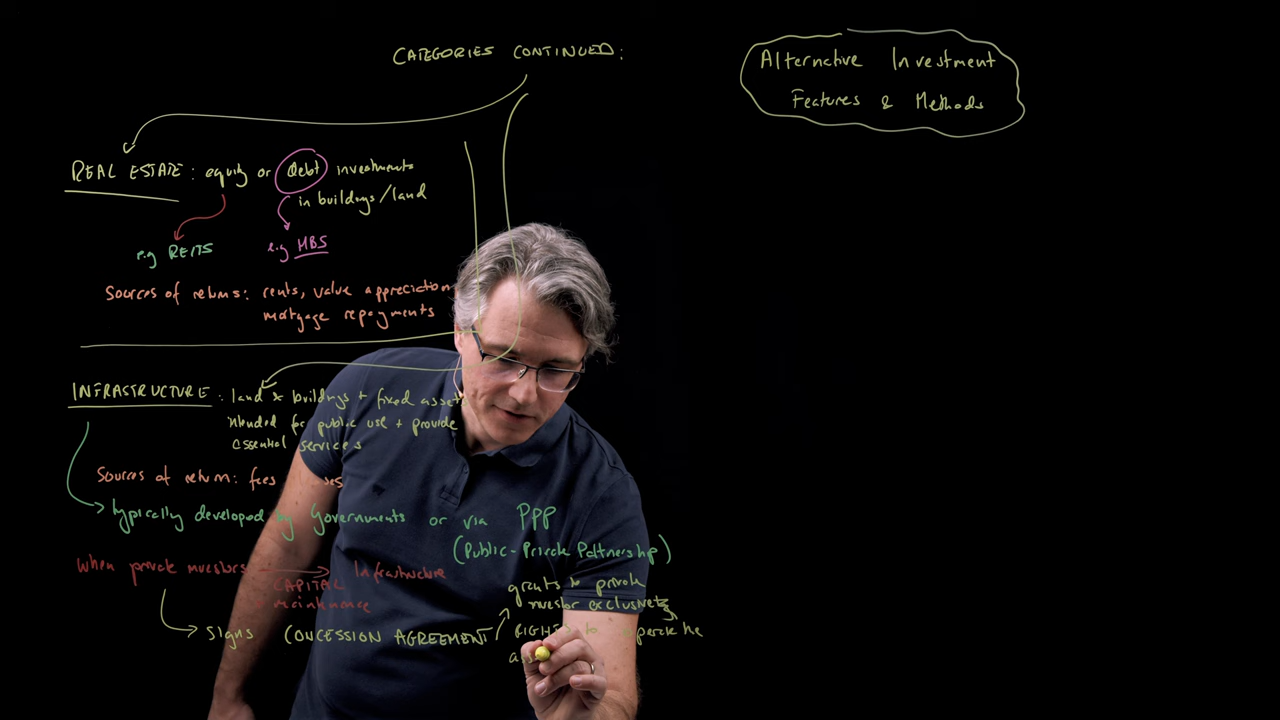 CATEGORIES CONTINUED:
Alternative Investment
Features & Methods
REAL ESTATE: equity or debt investments
in buildings/land
e.g REITS
e.g MBS
Sources of returns: rents, value appreciation
mortgage repayments
INFRASTRUCTURE: land & buildings + fixed assets
intended for public use + provide
essential services
Sources of return: fees
typically developed by Governments or via PPP
(Public-Private Partnership)
When private investors → Infrastructure
CAPITAL
maintenance
Signs CONCESSION AGREEMENT
grants to private
investor exclusive
RIGHTS to operate the